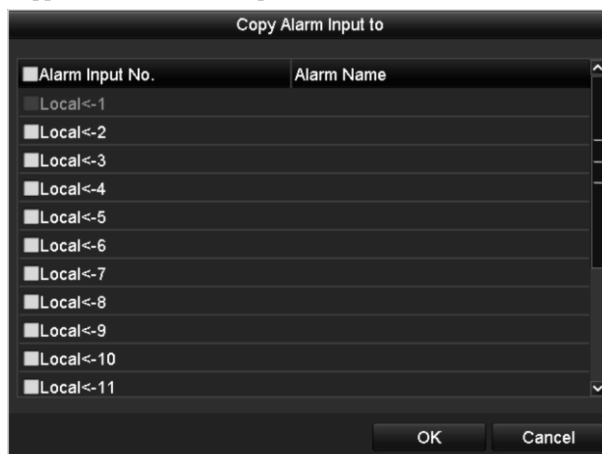 Copy Alarm Input to
Alarm Input No. Alarm Name
Local<-1
Local<-2
Local<-3
Local<-4
Local<-5
Local<-6
Local<-7
Local<-8
Local<-9
Local<-10
Local<-11
OK Cancel